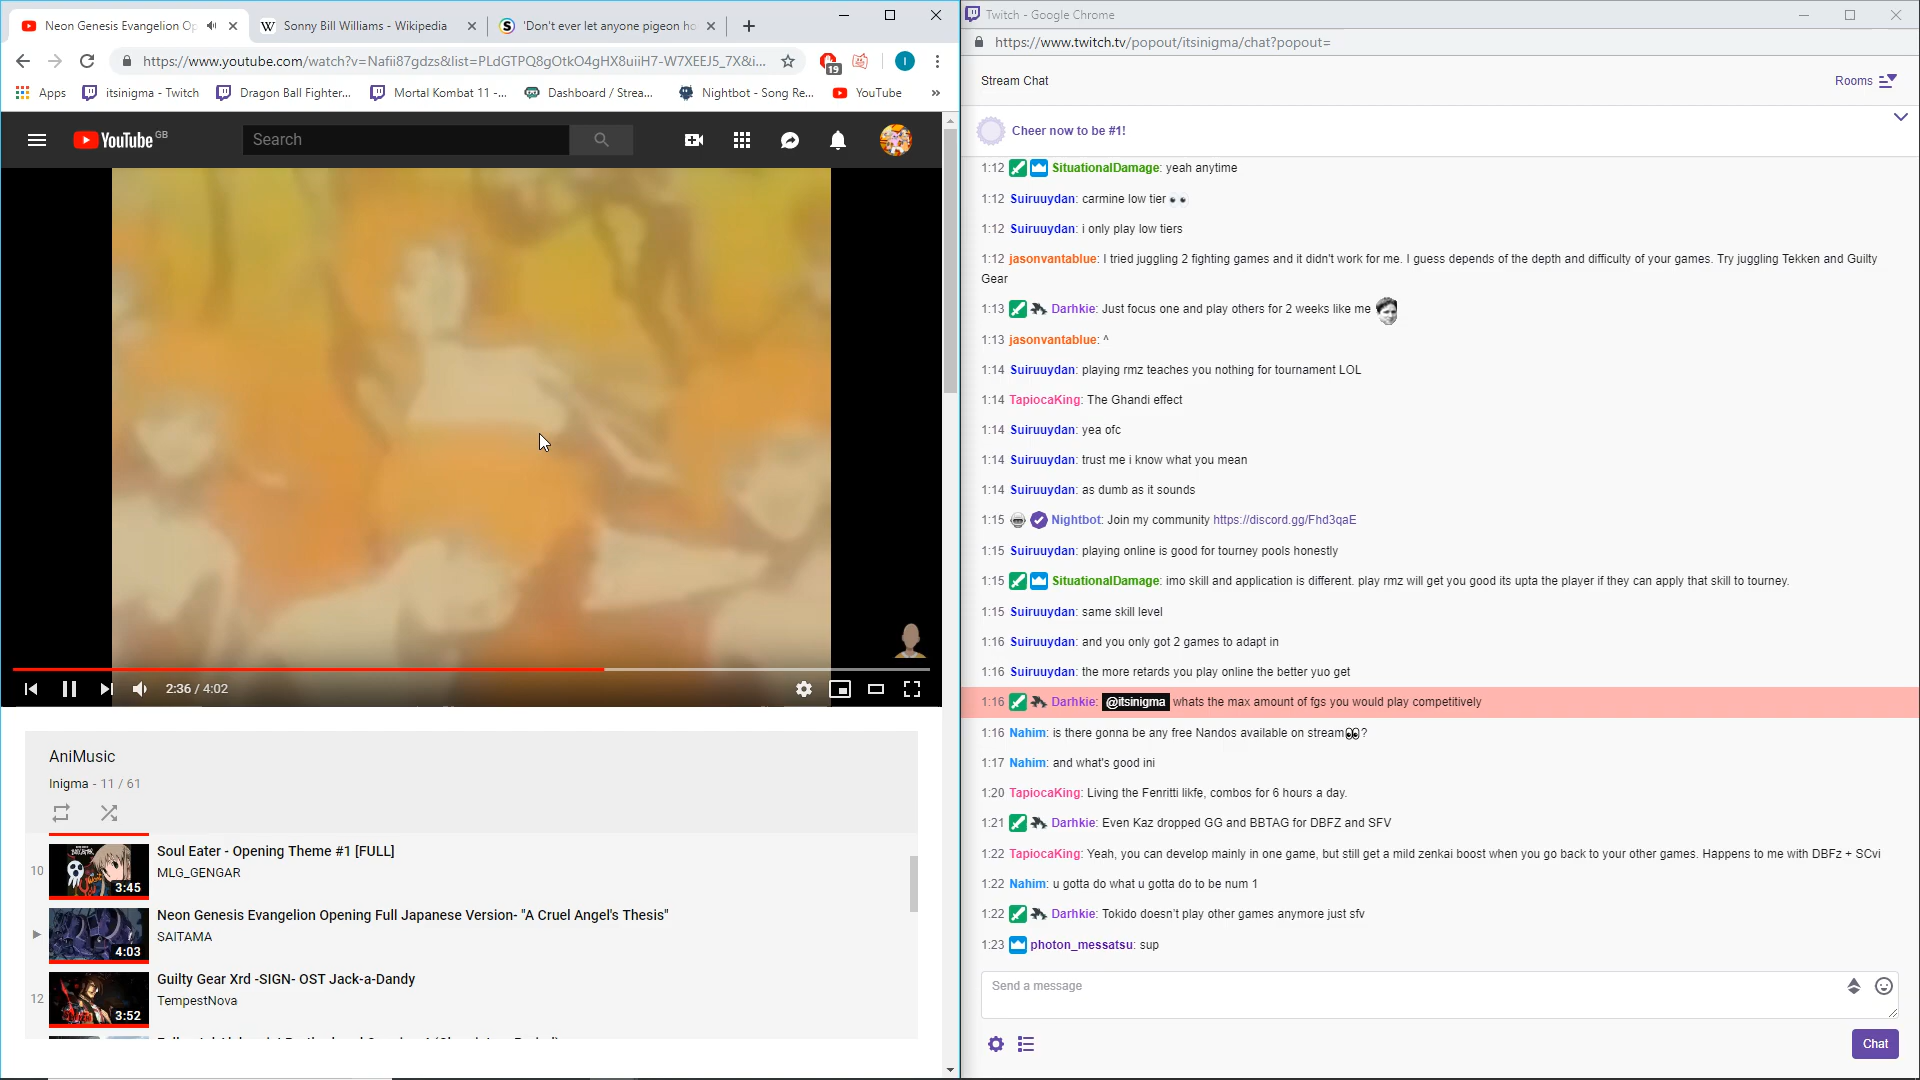 Neon Genesis Evangelion Op
Sonny Bill Williams - Wikipedia
'Don't ever let anyone pigeon ho
https://www.youtube.com/watch?v=Nafii87gdzs&list=PLdGTPQ8gOtkO4gHX8uiiH7-W7XEEJ5_7X&i...
19
I
Apps
itsinigma - Twitch
Dragon Ball Fighter...
Mortal Kombat 11 -...
Dashboard / Strea...
Nightbot - Song Re...
YouTube
»
YouTube GB
Search
2:36 / 4:02
AniMusic
Inigma - 11 / 61
10
3:45
Soul Eater - Opening Theme #1 [FULL]
MLG_GENGAR
4:03
Neon Genesis Evangelion Opening Full Japanese Version- "A Cruel Angel's Thesis"
SAITAMA
12
3:52
Guilty Gear Xrd -SIGN- OST Jack-a-Dandy
TempestNova
Twitch - Google Chrome
https://www.twitch.tv/popout/itsinigma/chat?popout=
Stream Chat
Rooms
Cheer now to be #1!
1:12 SituationalDamage: yeah anytime
1:12 Suiruuydan: carmine low tier 👀
1:12 Suiruuydan: i only play low tiers
1:12 jasonvantablue: I tried juggling 2 fighting games and it didn't work for me. I guess depends of the depth and difficulty of your games. Try juggling Tekken and Guilty
Gear
1:13 Darhkie: Just focus one and play others for 2 weeks like me
1:13 jasonvantablue: ^
1:14 Suiruuydan: playing rmz teaches you nothing for tournament LOL
1:14 TapiocaKing: The Ghandi effect
1:14 Suiruuydan: yea ofc
1:14 Suiruuydan: trust me i know what you mean
1:14 Suiruuydan: as dumb as it sounds
1:15 Nightbot: Join my community https://discord.gg/Fhd3qaE
1:15 Suiruuydan: playing online is good for tourney pools honestly
1:15 SituationalDamage: imo skill and application is different. play rmz will get you good its upta the player if they can apply that skill to tourney.
1:15 Suiruuydan: same skill level
1:16 Suiruuydan: and you only got 2 games to adapt in
1:16 Suiruuydan: the more retards you play online the better yuo get
1:16 Darhkie: @itsinigma whats the max amount of fgs you would play competitively
1:16 Nahim: is there gonna be any free Nandos available on stream👀?
1:17 Nahim: and what's good ini
1:20 TapiocaKing: Living the Fenritti likfe, combos for 6 hours a day.
1:21 Darhkie: Even Kaz dropped GG and BBTAG for DBFZ and SFV
1:22 TapiocaKing: Yeah, you can develop mainly in one game, but still get a mild zenkai boost when you go back to your other games. Happens to me with DBFz + SCvi
1:22 Nahim: u gotta do what u gotta do to be num 1
1:22 Darhkie: Tokido doesn't play other games anymore just sfv
1:23 photon_messatsu: sup
Send a message
Chat